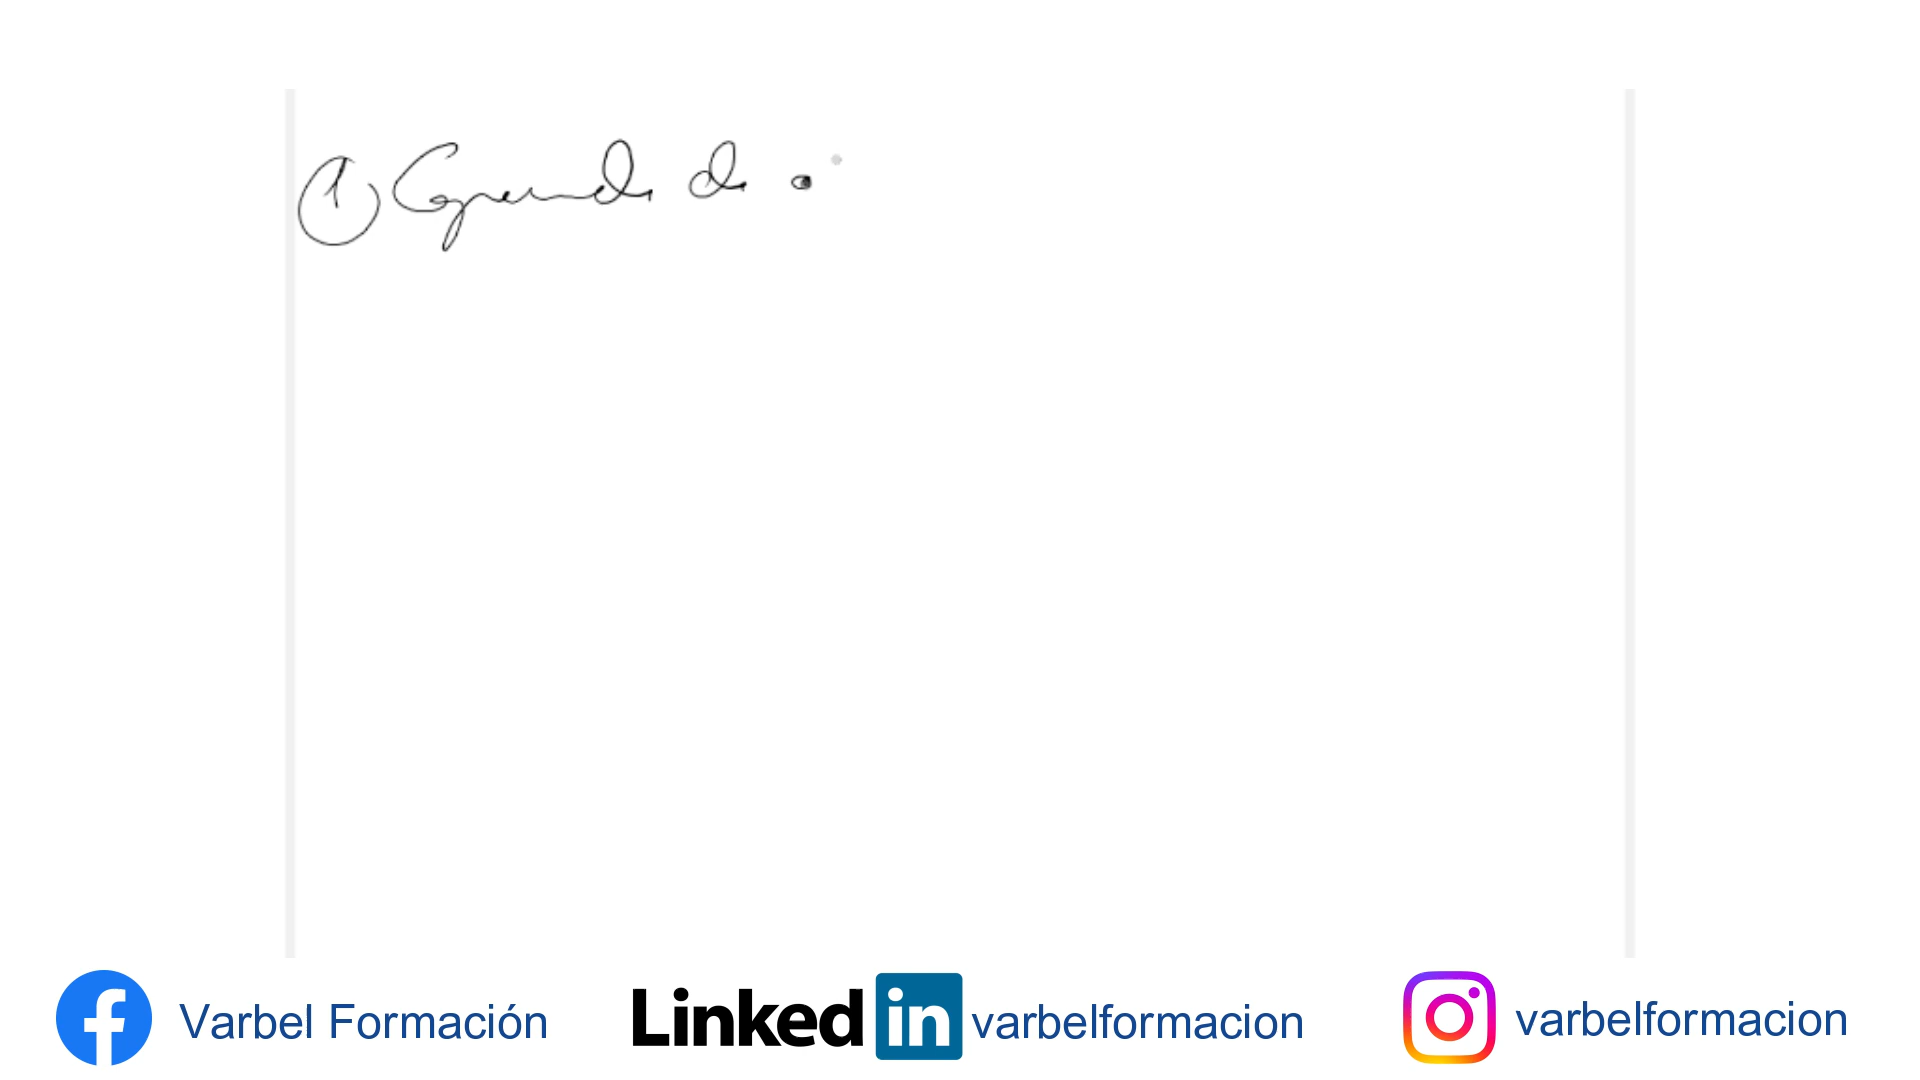 ① de
Varbel Formación
Linked in varbelformacion
varbelformacion